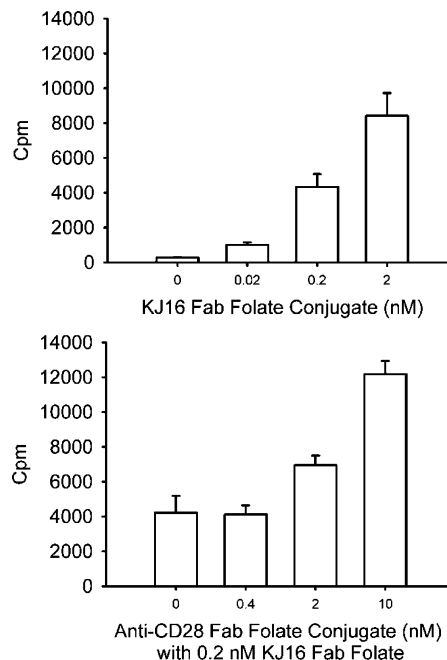 14000
12000
10000
8000
6000
4000
2000
0
Cpm
0 0.02 0.2 2
KJ16 Fab Folate Conjugate (nM)
14000
12000
10000
8000
6000
4000
2000
0
Cpm
0 0.4 2 10
Anti-CD28 Fab Folate Conjugate (nM)
with 0.2 nM KJ16 Fab Folate